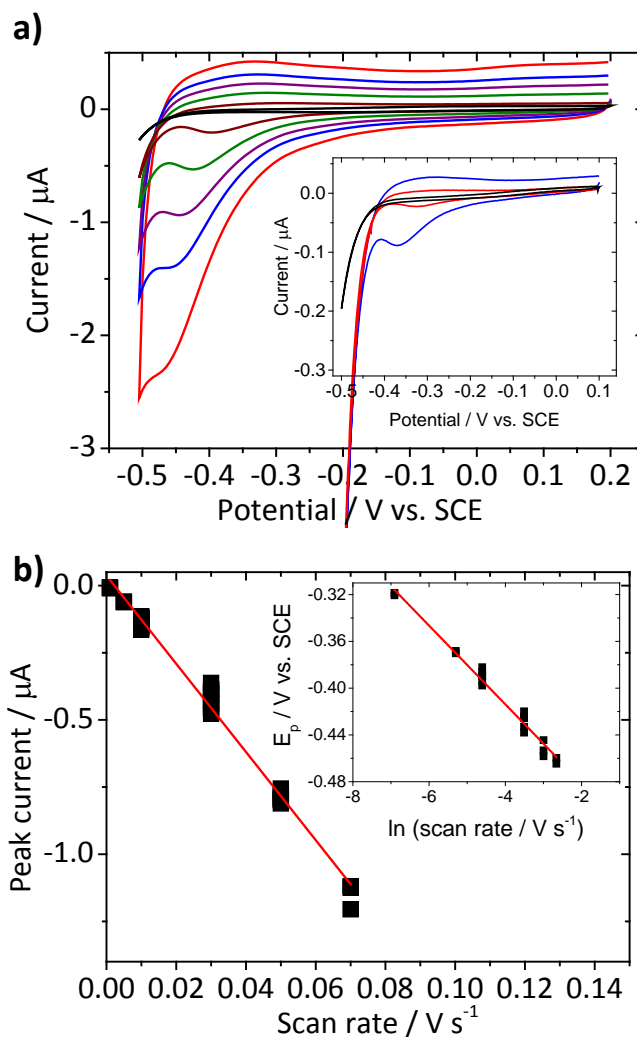 a)
0
-1
-2
-3
Current / µA
-0.5 -0.4 -0.3 -0.2 -0.1 0.0 0.1 0.2
Potential / V vs. SCE
0.0
-0.1
-0.2
-0.3
Current / µA
-0.5 -0.4 -0.3 -0.2 -0.1 0.0 0.1
Potential / V vs. SCE
b)
0.0
-0.5
-1.0
Peak current / µA
0.00 0.02 0.04 0.06 0.08 0.10 0.12 0.14
Scan rate / V s-1
-0.32
-0.36
-0.40
-0.44
-0.48
Ep / V vs. SCE
-8 -6 -4 -2
ln (scan rate / V s-1)